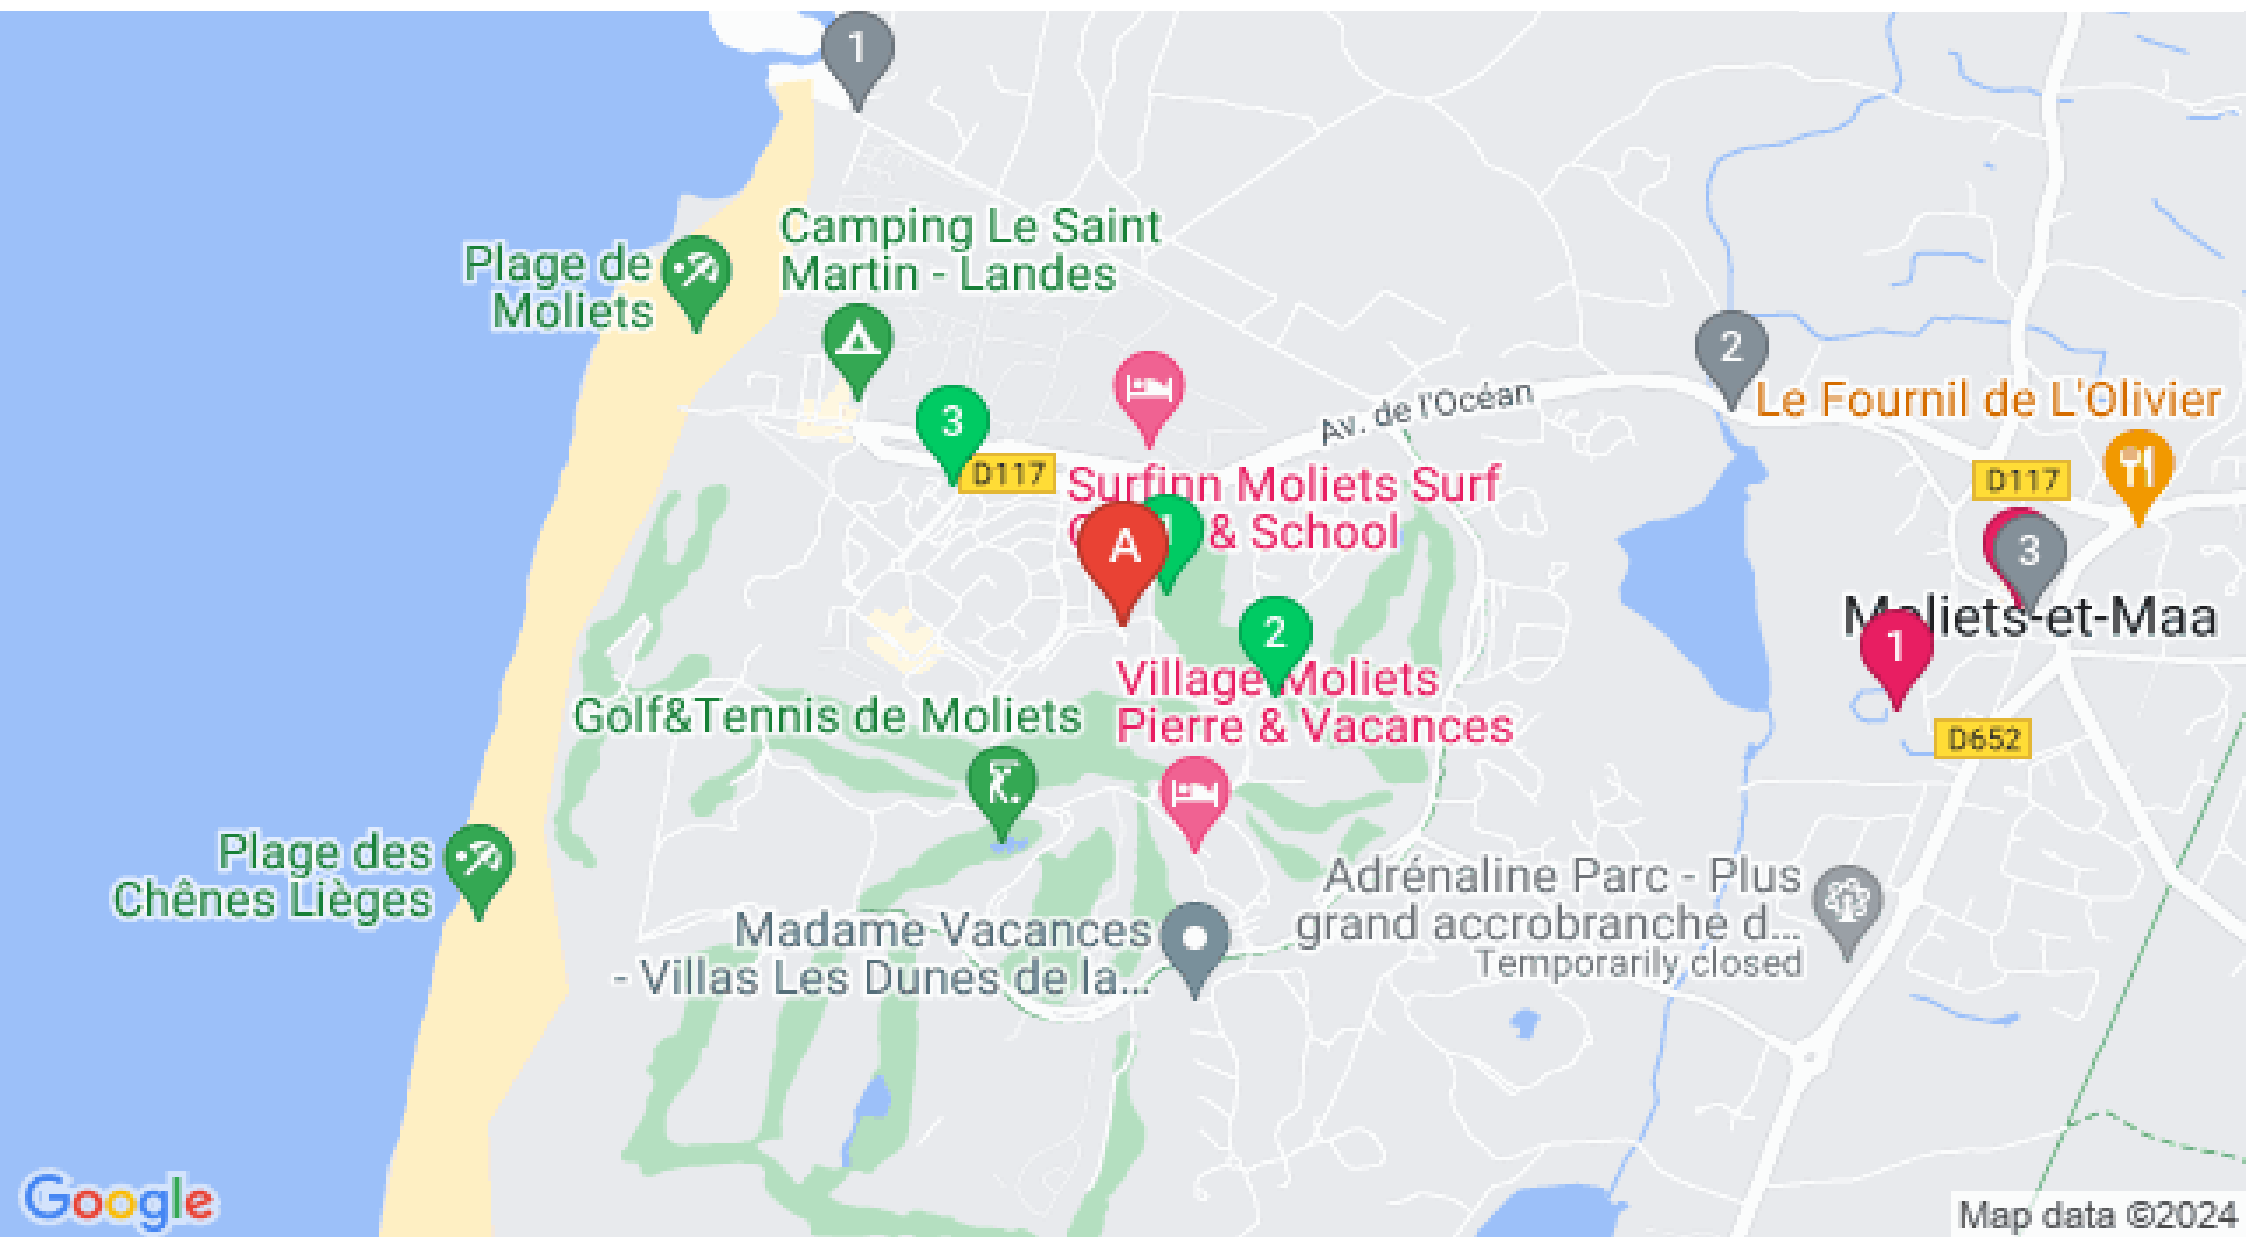 1
Camping Le Saint
Martin - Landes
Plage de
Moliets
2
Av. de l'Océan
Le Fournil de L'Olivier
3
D117
D117
Surfinn Moliets Surf
& School
A
1
3
2
Moliets-et-Maa
1
Village Moliets
Pierre & Vacances
Golf&Tennis de Moliets
D652
Plage des
Chênes Lièges
Adrénaline Parc - Plus
grand accrobranche d...
Temporarily closed
Madame Vacances
- Villas Les Dunes de la...
Google
Map data ©2024